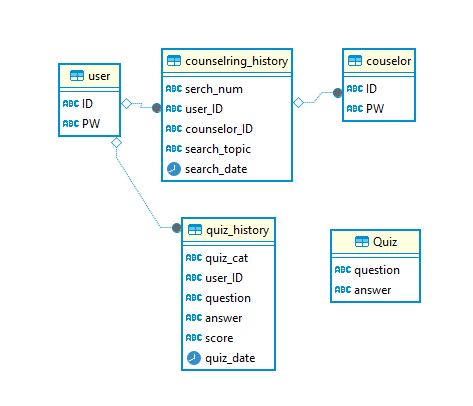 user
ABC ID
ABC PW
counselring_history
ABC serch_num
ABC user_ID
ABC counselor_ID
ABC search_topic
search_date
couselor
ABC ID
ABC PW
quiz_history
ABC quiz_cat
ABC user_ID
ABC question
ABC answer
ABC score
quiz_date
Quiz
ABC question
ABC answer